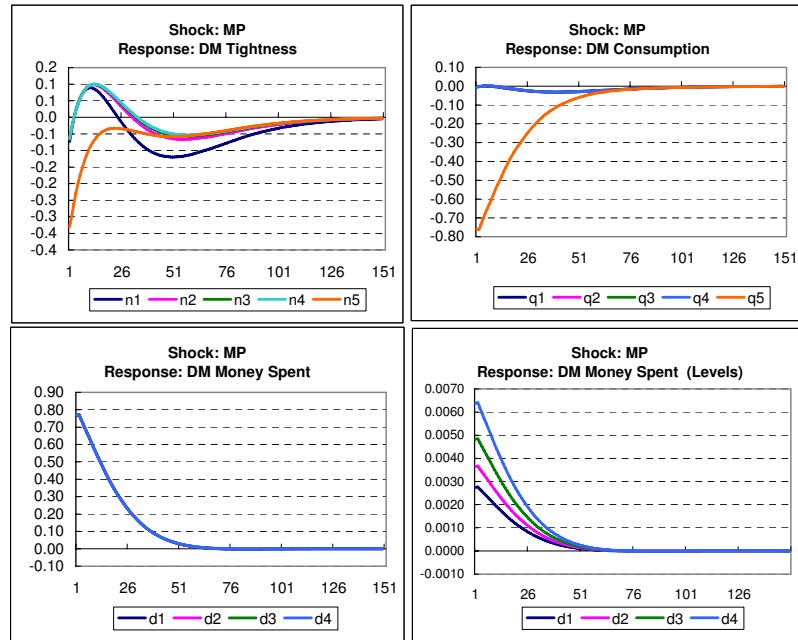 Shock: MP
Response: DM Tightness
0.2
0.1
0.1
0.0
-0.1
-0.1
-0.2
-0.2
-0.3
-0.3
-0.4
1 26 51 76 101 126 151
n1 n2 n3 n4 n5
Shock: MP
Response: DM Consumption
0.10
0.00
-0.10
-0.20
-0.30
-0.40
-0.50
-0.60
-0.70
-0.80
1 26 51 76 101 126 151
q1 q2 q3 q4 q5
Shock: MP
Response: DM Money Spent
0.90
0.80
0.70
0.60
0.50
0.40
0.30
0.20
0.10
0.00
-0.10
1 26 51 76 101 126 151
d1 d2 d3 d4
Shock: MP
Response: DM Money Spent (Levels)
0.0070
0.0060
0.0050
0.0040
0.0030
0.0020
0.0010
0.0000
-0.0010
1 26 51 76 101 126
d1 d2 d3 d4